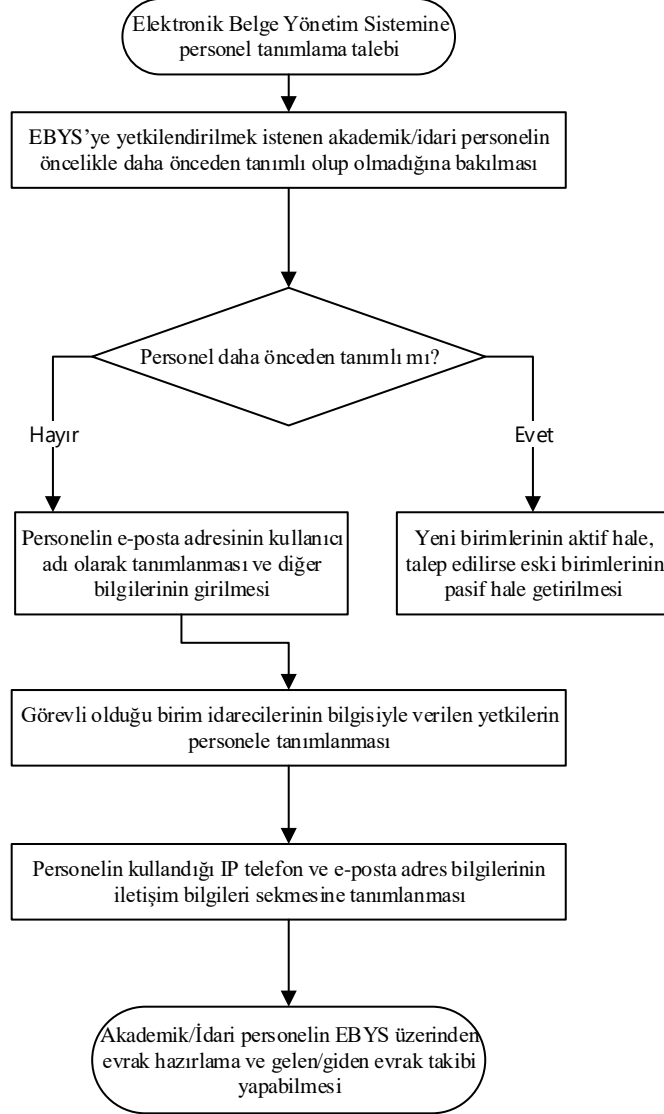 Elektronik Belge Yönetim Sistemine
personel tanımlama talebi
EBYS’ye yetkilendirilmek istenen akademik/idari personelin
öncelikle daha önceden tanımlı olup olmadığına bakılması
Personel daha önceden tanımlı mı?
Hayır
Evet
Personelin e-posta adresinin kullanıcı
adı olarak tanımlanması ve diğer
bilgilerinin girilmesi
Yeni birimlerinin aktif hale,
talep edilirse eski birimlerinin
pasif hale getirilmesi
Görevli olduğu birim idarecilerinin bilgisiyle verilen yetkilerin
personele tanımlanması
Personelin kullandığı IP telefon ve e-posta adres bilgilerinin
iletişim bilgileri sekmesine tanımlanması
Akademik/İdari personelin EBYS üzerinden
evrak hazırlama ve gelen/giden evrak takibi
yapabilmesi